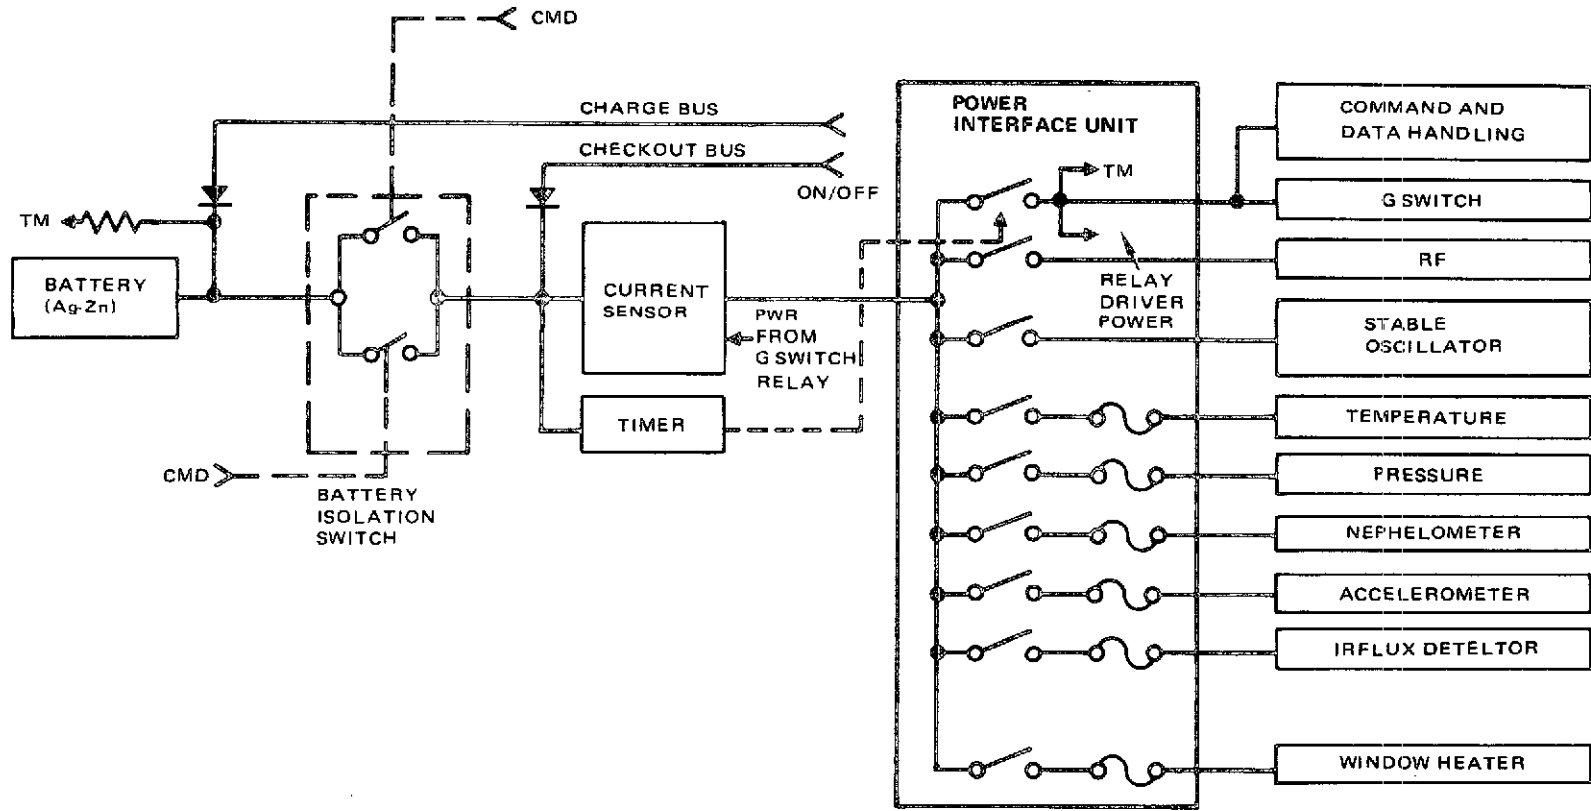 CMD
CHARGE BUS
CHECKOUT BUS
ON/OFF
TM
BATTERY
(Ag-Zn)
CURRENT
SENSOR
PWR
FROM
G SWITCH
RELAY
TIMER
CMD
BATTERY
ISOLATION
SWITCH
POWER
INTERFACE UNIT
TM
RELAY
DRIVER
POWER
COMMAND AND
DATA HANDLING
G SWITCH
RF
STABLE
OSCILLATOR
TEMPERATURE
PRESSURE
NEPHELOMETER
ACCELEROMETER
IRFLUX DETELTOR
WINDOW HEATER